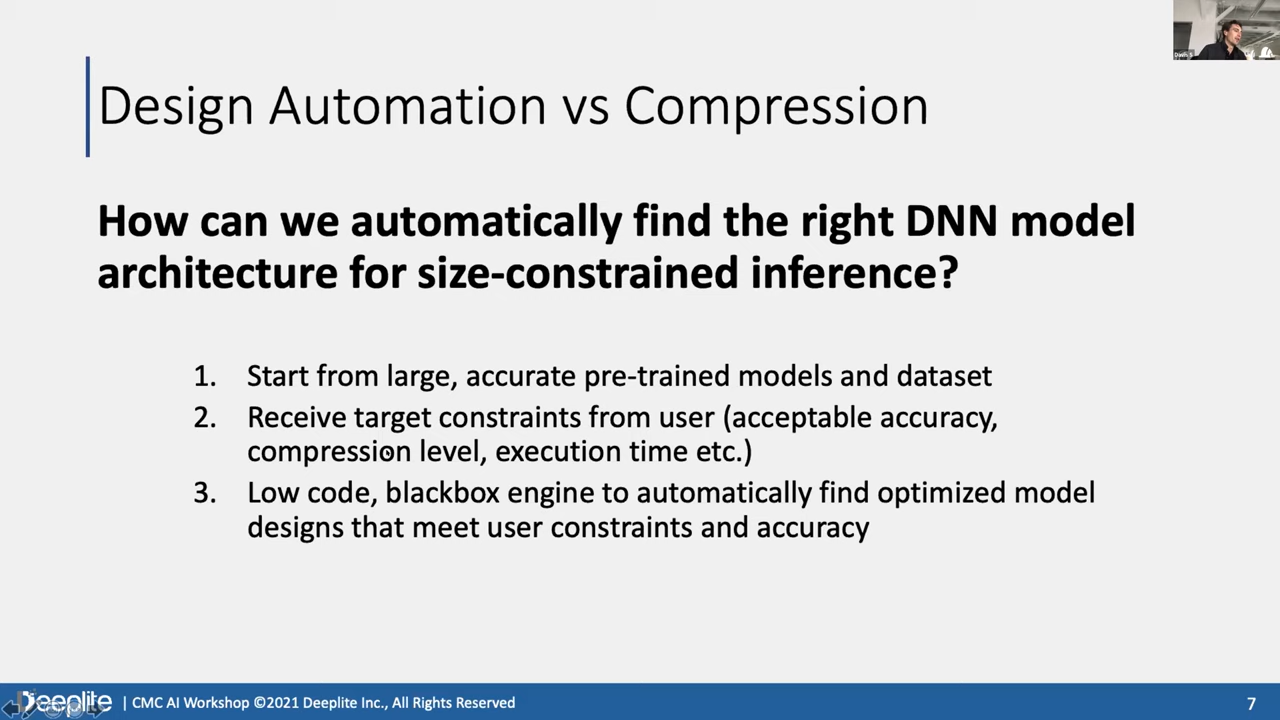 Design Automation vs Compression
How can we automatically find the right DNN model
architecture for size-constrained inference?
1. Start from large, accurate pre-trained models and dataset
2. Receive target constraints from user (acceptable accuracy,
compression level, execution time etc.)
3. Low code, blackbox engine to automatically find optimized model
designs that meet user constraints and accuracy
Deeplite | CMC AI Workshop ©2021 Deeplite Inc., All Rights Reserved
7